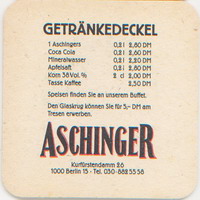 GETRÄNKEDECKEL
1 Aschingers 0,2 l 2,60 DM
Coca Cola 0,2 l 2,60 DM
Mineralwasser 0,2 l 2,20 DM
Apfelsaft 0,2 l 2,60 DM
Korn 38 Vol.% 2 cl 2,00 DM
Tasse Kaffee 2,50 DM
Speisen finden Sie an unserem Buffet.
Den Glaskrug können Sie für 5,- DM am
Tresen erwerben.
ASCHINGER
Kurfürstendamm 26
1000 Berlin 15 - Tel. 030-882 55 58